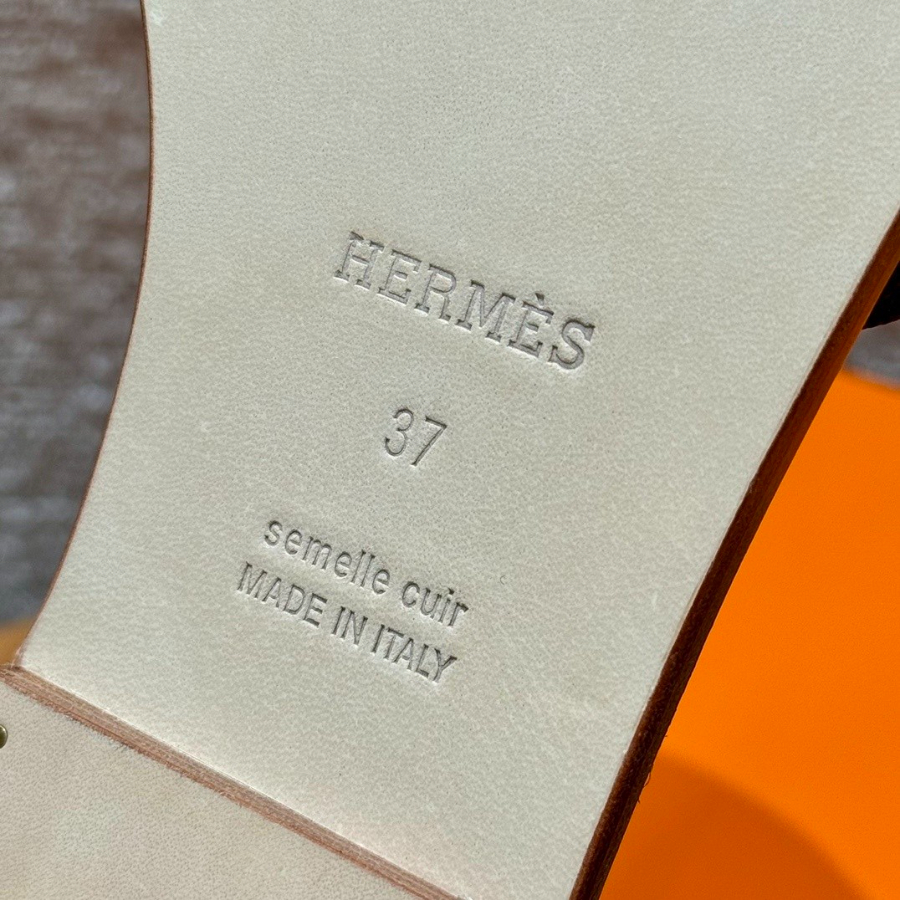 HERMÈS
37
semelle cuir
MADE IN ITALY